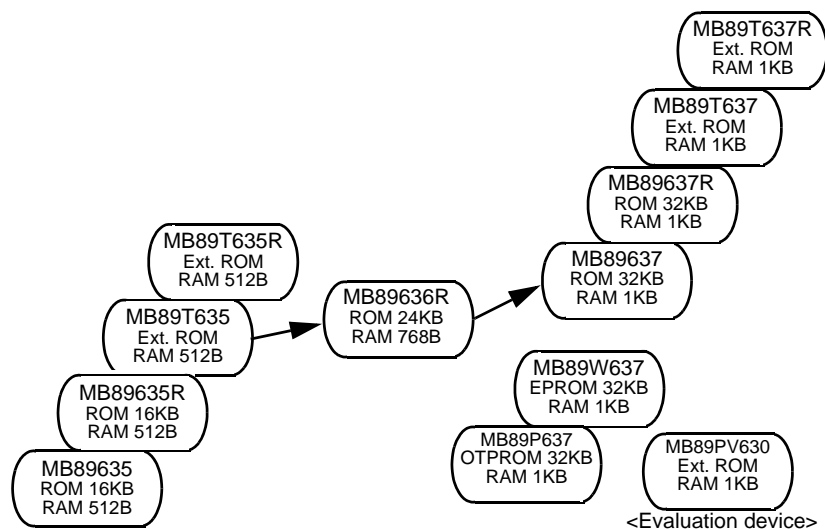 MB89T637R
Ext. ROM
RAM 1KB
MB89T637
Ext. ROM
RAM 1KB
MB89637R
ROM 32KB
RAM 1KB
MB89637
ROM 32KB
RAM 1KB
MB89T635R
Ext. ROM
RAM 512B
MB89T635
Ext. ROM
RAM 512B
MB89636R
ROM 24KB
RAM 768B
MB89635R
ROM 16KB
RAM 512B
MB89635
ROM 16KB
RAM 512B
MB89W637
EPROM 32KB
RAM 1KB
MB89P637
OTPROM 32KB
RAM 1KB
MB89PV630
Ext. ROM
RAM 1KB
<Evaluation device>